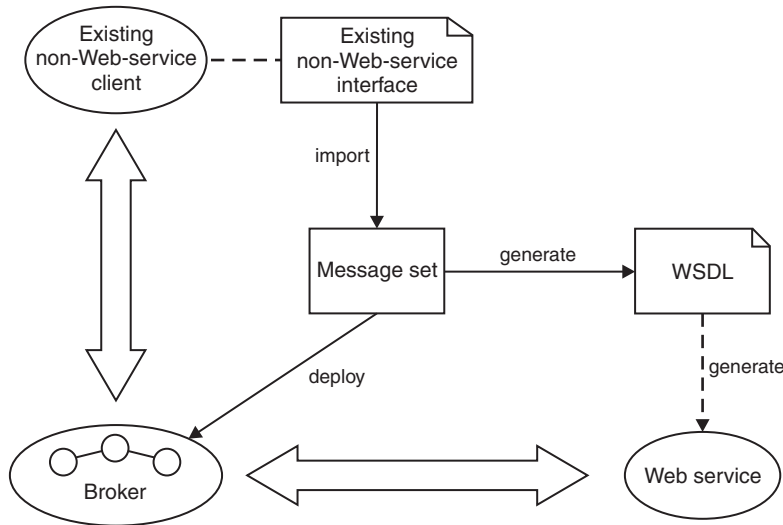 Existing
non-Web-service
client
Existing
non-Web-service
interface
import
Message set
generate
WSDL
deploy
generate
Broker
Web service